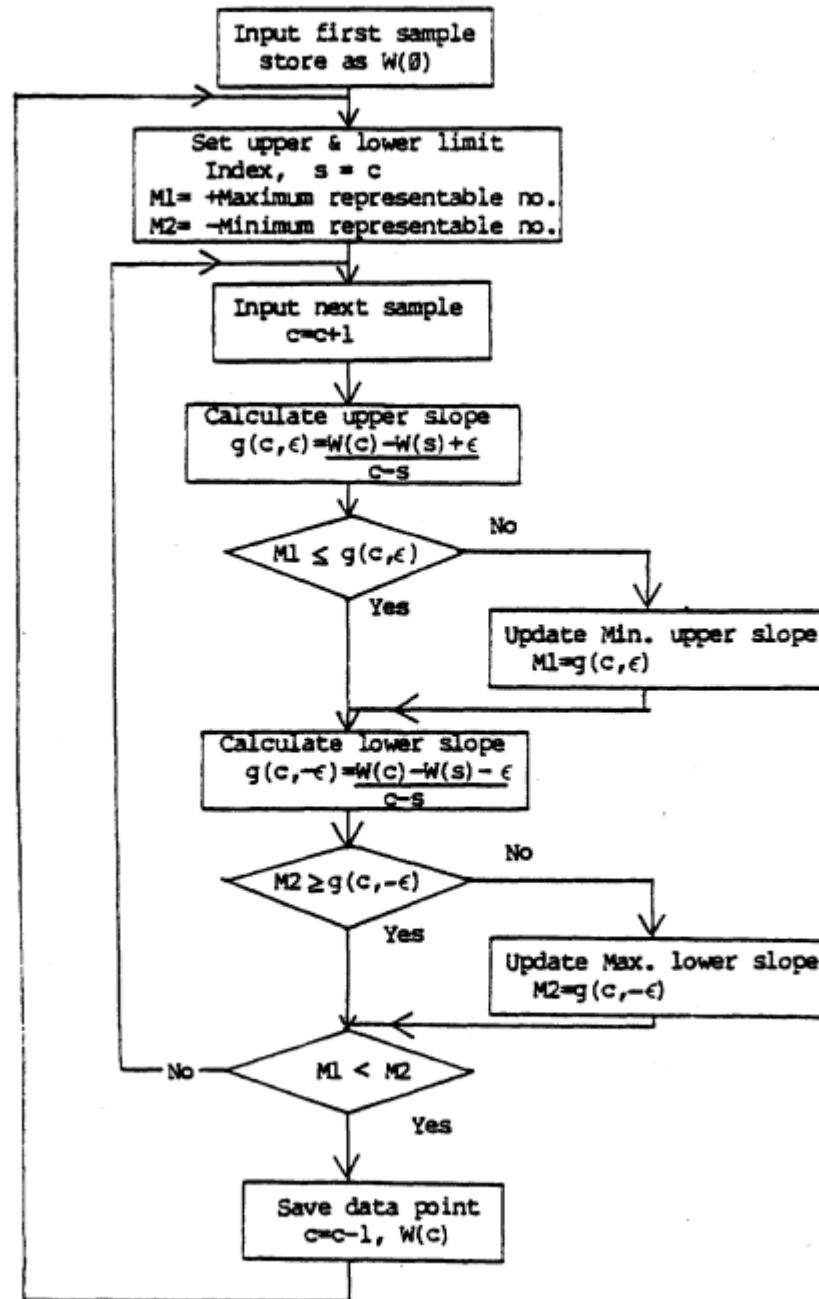 Input first sample
store as W(Ø)
Set upper & lower limit
Index, s = c
M1= +Maximum representable no.
M2= -Minimum representable no.
Input next sample
c=c+1
Calculate upper slope
g(c,ϵ)=W(c)-W(s)+ϵ
c-s
No
M1 ≤ g(c,ϵ)
Yes
Update Min. upper slope
M1=g(c,ϵ)
Calculate lower slope
g(c,-ϵ)=W(c)-W(s)- ϵ
c-s
No
M2 ≥g(c,-ϵ)
Yes
Update Max. lower slope
M2=g(c,-ϵ)
No
M1 < M2
Yes
Save data point
c=c-1, W(c)